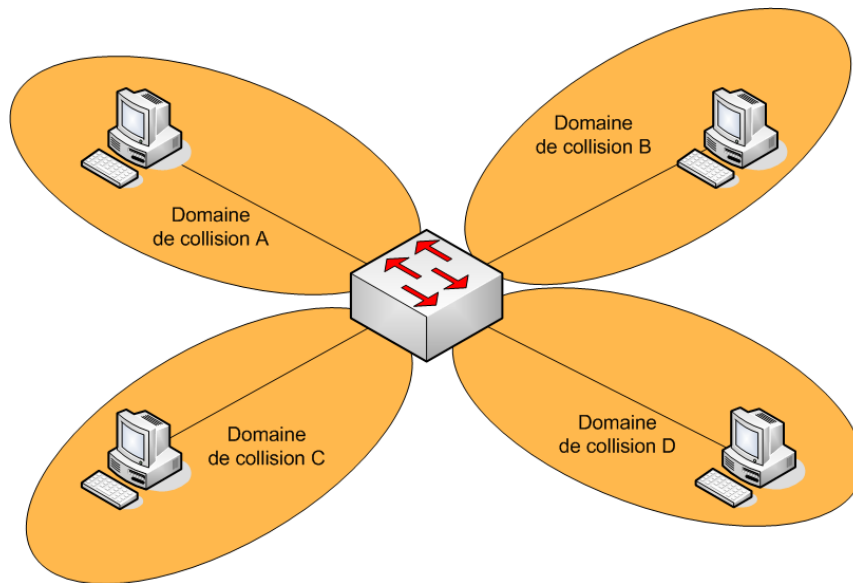 Domaine
de collision A
Domaine
de collision B
Domaine
de collision C
Domaine
de collision D